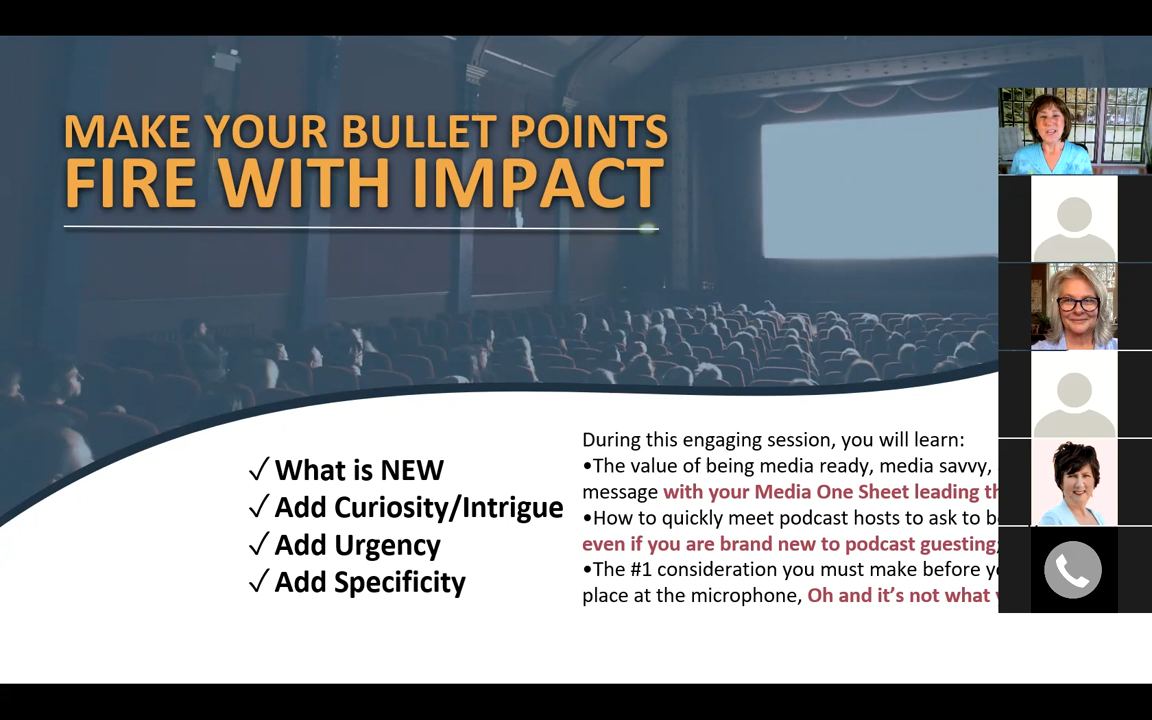 MAKE YOUR BULLET POINTS
FIRE WITH IMPACT
✓ What is NEW
✓ Add Curiosity/Intrigue
✓ Add Urgency
✓ Add Specificity
During this engaging session, you will learn:
•The value of being media ready, media savvy,
message with your Media One Sheet leading
•How to quickly meet podcast hosts to ask to
even if you are brand new to podcast guesting;
•The #1 consideration you must make before
place at the microphone, Oh and it's not what